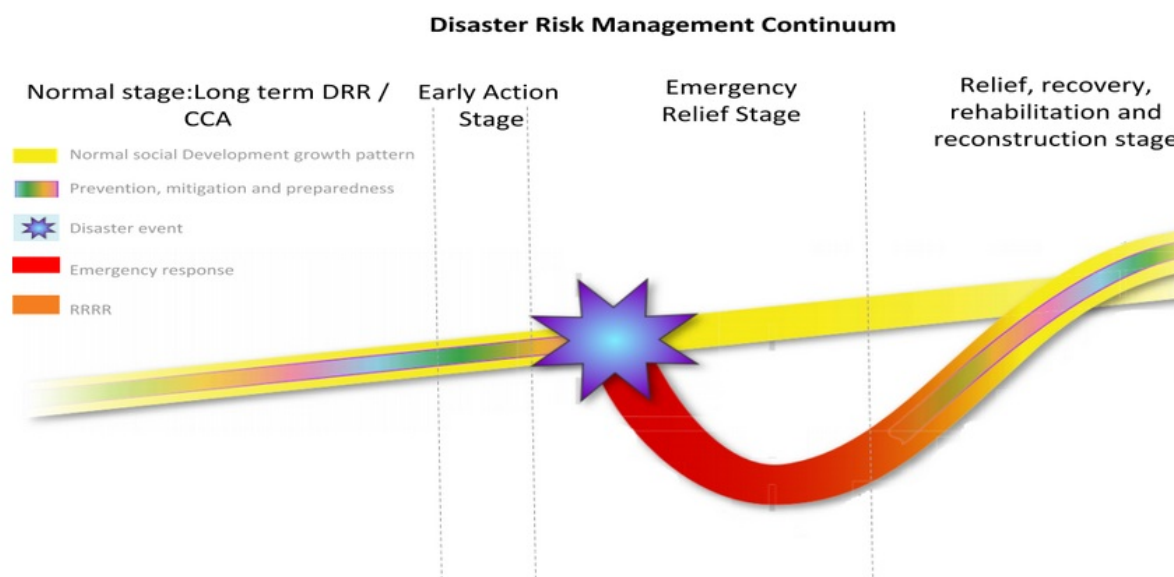 Disaster Risk Management Continuum
Normal stage:Long term DRR /
CCA
Early Action
Stage
Emergency
Relief Stage
Relief, recovery,
rehabilitation and
reconstruction stage
Normal social Development growth pattern
Prevention, mitigation and preparedness
Disaster event
Emergency response
RRRR